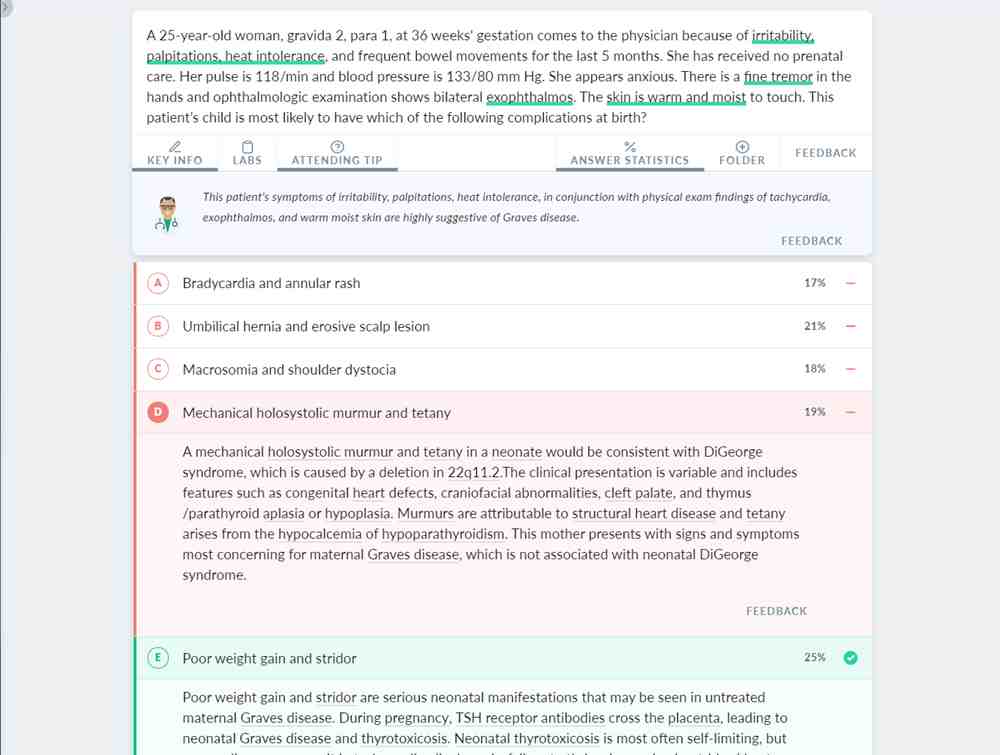 A 25-year-old woman, gravida 2, para 1, at 36 weeks' gestation comes to the physician because of irritability,
palpitations, heat intolerance, and frequent bowel movements for the last 5 months. She has received no prenatal
care. Her pulse is 118/min and blood pressure is 133/80 mm Hg. She appears anxious. There is a fine tremor in the
hands and ophthalmologic examination shows bilateral exophthalmos. The skin is warm and moist to touch. This
patient's child is most likely to have which of the following complications at birth?
KEY INFO LABS ATTENDING TIP ANSWER STATISTICS FOLDER FEEDBACK
This patient's symptoms of irritability, palpitations, heat intolerance, in conjunction with physical exam findings of tachycardia,
exophthalmos, and warm moist skin are highly suggestive of Graves disease.
FEEDBACK
A Bradycardia and annular rash 17%
B Umbilical hernia and erosive scalp lesion 21%
C Macrosomia and shoulder dystocia 18%
D Mechanical holosystolic murmur and tetany 19%
A mechanical holosystolic murmur and tetany in a neonate would be consistent with DiGeorge
syndrome, which is caused by a deletion in 22q11.2.The clinical presentation is variable and includes
features such as congenital heart defects, craniofacial abnormalities, cleft palate, and thymus
/parathyroid aplasia or hypoplasia. Murmurs are attributable to structural heart disease and tetany
arises from the hypocalcemia of hypoparathyroidism. This mother presents with signs and symptoms
most concerning for maternal Graves disease, which is not associated with neonatal DiGeorge
syndrome.
FEEDBACK
E Poor weight gain and stridor 25%
Poor weight gain and stridor are serious neonatal manifestations that may be seen in untreated
maternal Graves disease. During pregnancy, TSH receptor antibodies cross the placenta, leading to
neonatal Graves disease and thyrotoxicosis. Neonatal thyrotoxicosis is most often self-limiting, but